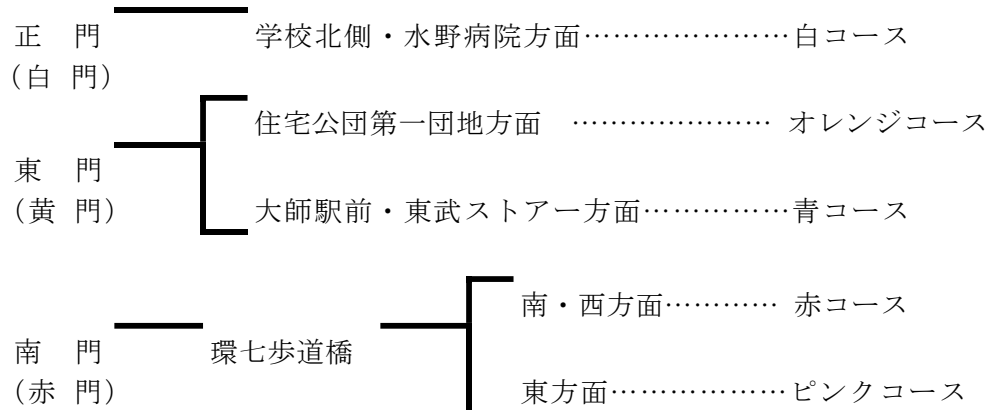 正　門　学校北側・水野病院方面…………………白コース
（白　門）
住宅公団第一団地方面　…………………　オレンジコース
東　門
（黄　門）　大師駅前・東武ストアー方面……………青コース
南・西方面…………　赤コース
南　門　環七歩道橋
（赤　門）　東方面………………ピンクコース